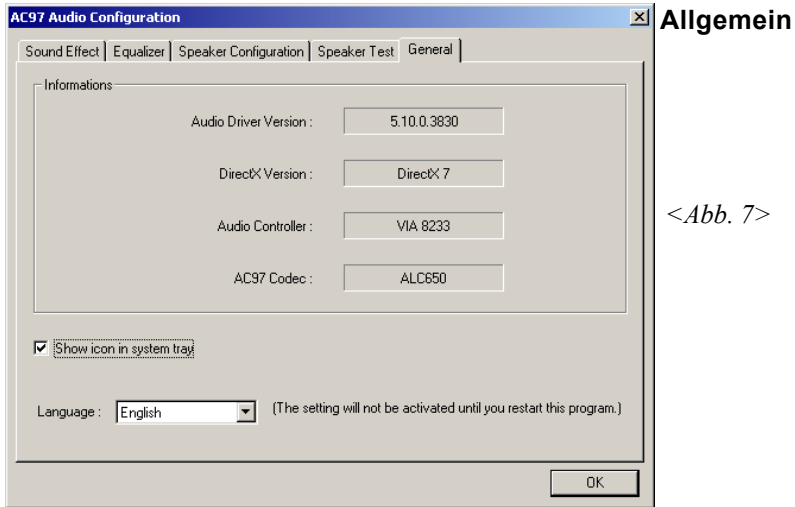 AC97 Audio Configuration
Allgemein
Sound Effect Equalizer Speaker Configuration Speaker Test General
Informations
Audio Driver Version : 5.10.0.3830
DirectX Version : DirectX 7
<Abb. 7>
Audio Controller : VIA 8233
AC97 Codec : ALC650
Show icon in system tray
Language : English (The setting will not be activated until you restart this program.)
OK